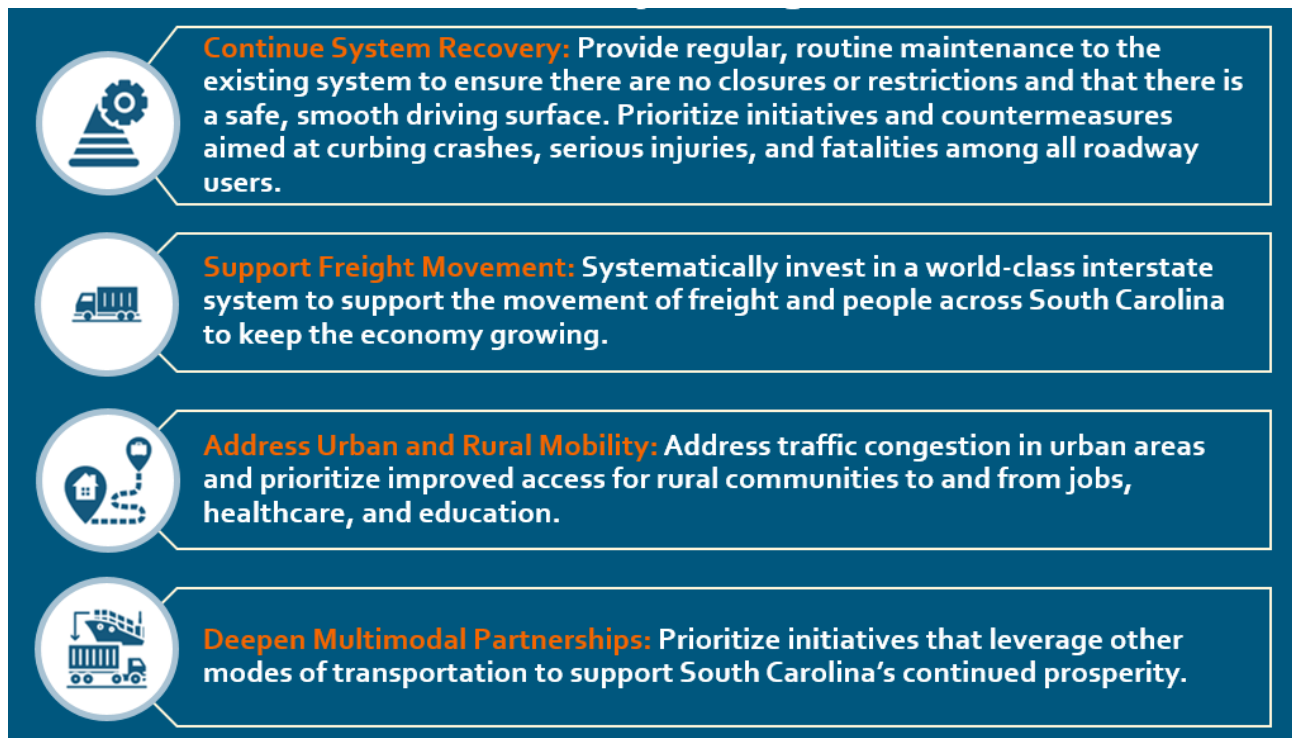 Continue System Recovery: Provide regular, routine maintenance to the
existing system to ensure there are no closures or restrictions and that there is
a safe, smooth driving surface. Prioritize initiatives and countermeasures
aimed at curbing crashes, serious injuries, and fatalities among all roadway
users.
Support Freight Movement: Systematically invest in a world-class interstate
system to support the movement of freight and people across South Carolina
to keep the economy growing.
Address Urban and Rural Mobility: Address traffic congestion in urban areas
and prioritize improved access for rural communities to and from jobs,
healthcare, and education.
Deepen Multimodal Partnerships: Prioritize initiatives that leverage other
modes of transportation to support South Carolina’s continued prosperity.